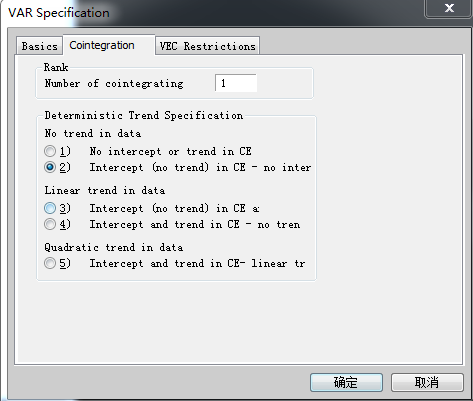 VAR Specification
Basics Cointegration VEC Restrictions
Rank
Number of cointegrating 1
Deterministic Trend Specification
No trend in data
1) No intercept or trend in CE
2) Intercept (no trend) in CE - no inter
Linear trend in data
3) Intercept (no trend) in CE a
4) Intercept and trend in CE - no tren
Quadratic trend in data
5) Intercept and trend in CE- linear tr
确定 取消